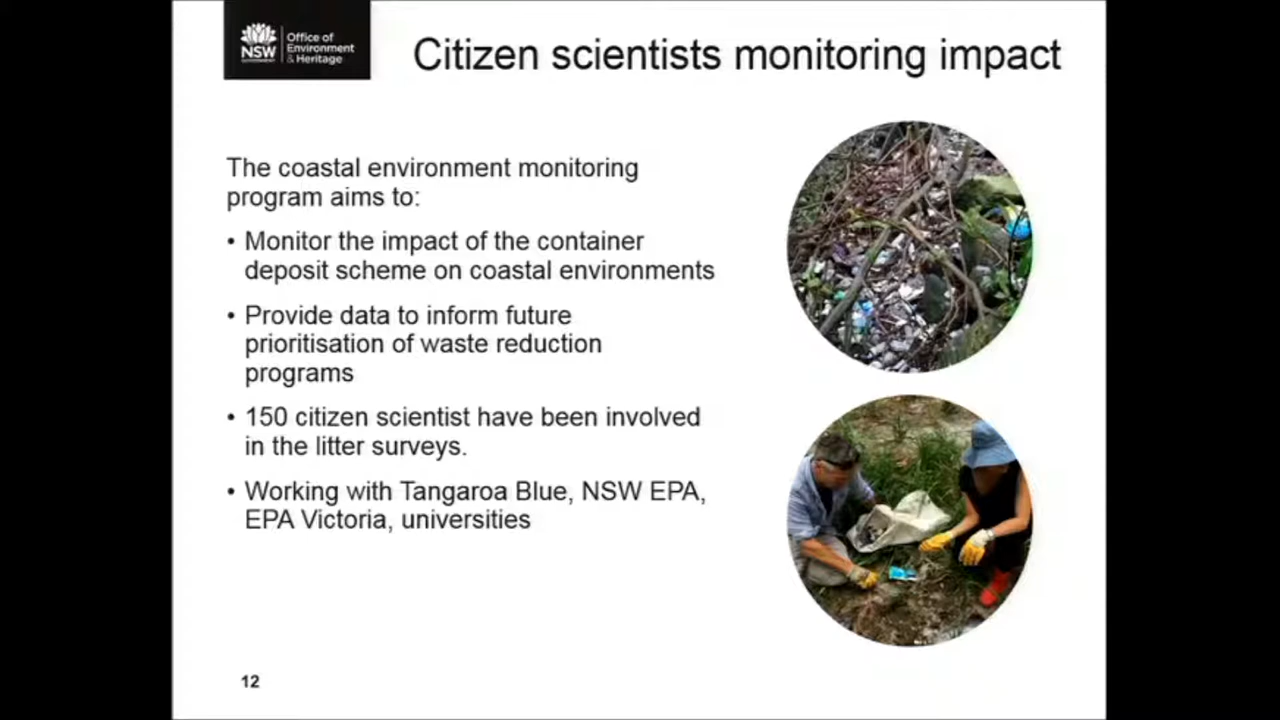 NSW
GOVERNMENT
Office of
Environment
& Heritage
Citizen scientists monitoring impact
The coastal environment monitoring
program aims to:
• Monitor the impact of the container
deposit scheme on coastal environments
• Provide data to inform future
prioritisation of waste reduction
programs
• 150 citizen scientist have been involved
in the litter surveys.
• Working with Tangaroa Blue, NSW EPA,
EPA Victoria, universities
12